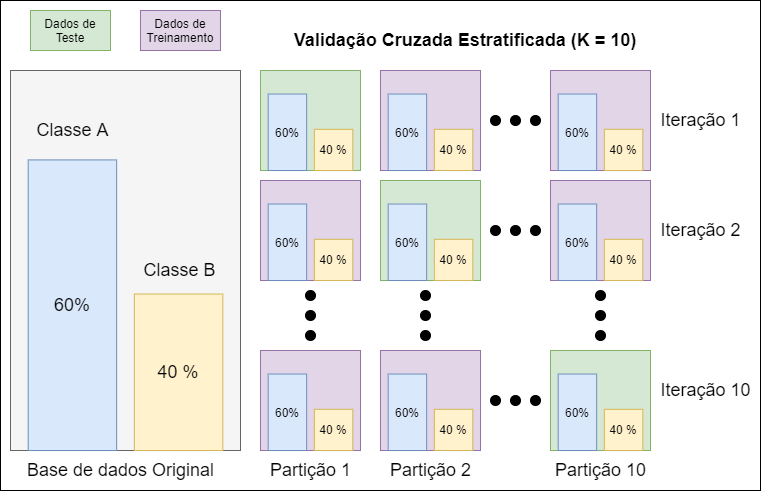 Dados de
Teste
Dados de
Treinamento
Validação Cruzada Estratificada (K = 10)
Classe A
60%
Classe B
40 %
Base de dados Original
60%
40 %
60%
40 %
60%
40 %
Iteração 1
60%
40 %
60%
40 %
60%
40 %
Iteração 2
60%
40 %
60%
40 %
60%
40 %
Iteração 10
Partição 1
Partição 2
Partição 10